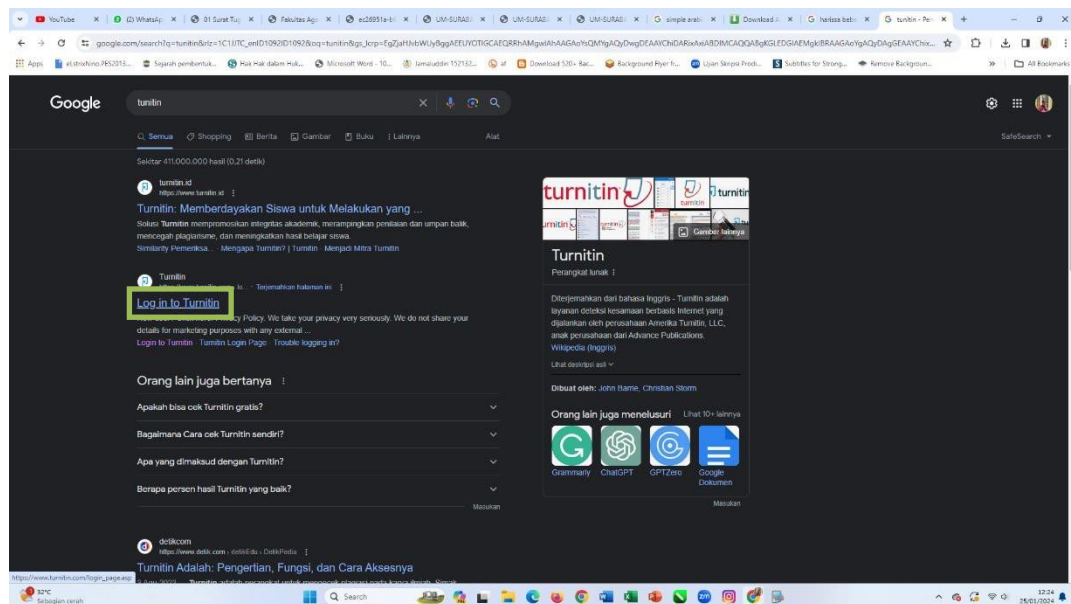 YouTube
(2) WhatsAp
01 Surat Tug
Fakultas Aga
ec28951a-b
UM-SURABA
UM-SURABA
UM-SURABA
simple arabi
Download
harissa beb
tunitin - Pen
Apps
el.strixhino.PES2013...
Sejarah pembentuk...
Hak Hak dalam Huk...
Microsoft Word - 10...
Jamaluddin 152132...
at
Download 520+ Bac...
Background Flyer fr...
Ujian Skripsi Prodi...
Subtitles for Strong...
Remove Backgroun...
All Bookmarks
Google
tunitin
Semua
Shopping
Berita
Gambar
Buku
Lainnya
Alat
SafeSearch
Sekitar 411.000.000 hasil (0,21 detik)
turnitin.id
https://www.turnitin.id
Turnitin: Memberdayakan Siswa untuk Melakukan yang ...
Solusi Turnitin mempromosikan integritas akademik, merampingkan penilaian dan umpan balik,
mencegah plagiarisme, dan meningkatkan hasil belajar siswa.
Similarity Pemeriksa... · Mengapa Turnitin? | Turnitin · Menjadi Mitra Turnitin
Turnitin
Terjemahkan halaman ini
Log in to Turnitin
Privacy Policy. We take your privacy very seriously. We do not share your
details for marketing purposes with any external ...
Login to Turnitin · Turnitin Login Page · Trouble logging in?
Orang lain juga bertanya
Apakah bisa cek Turnitin gratis?
Bagaimana Cara cek Turnitin sendiri?
Apa yang dimaksud dengan Turnitin?
Berapa persen hasil Turnitin yang baik?
Masukan
detikcom
https://www.detik.com › detikEdu › DetikPedia
Turnitin Adalah: Pengertian, Fungsi, dan Cara Aksesnya
turnitin
turnitin
turnitin
Gambar lainnya
Turnitin
Perangkat lunak
Diterjemahkan dari bahasa Inggris - Turnitin adalah
layanan deteksi kesamaan berbasis Internet yang
dijalankan oleh perusahaan Amerika Turnitin, LLC,
anak perusahaan dari Advance Publications.
Wikipedia (Inggris)
Lihat deskripsi asli
Dibuat oleh: John Barrie, Christian Storm
Orang lain juga menelusuri
Lihat 10+ lainnya
Grammarly
ChatGPT
GPTZero
Google
Dokumen
Masukan
https://www.turnitin.com/login_page.asp
32°C
Sebagian cerah
Search
12:24
25/01/2024